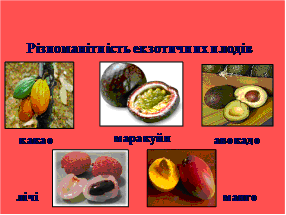 Різноманітність екзотичних плодів
какао
маракуйя
авокадо
лічі
манго